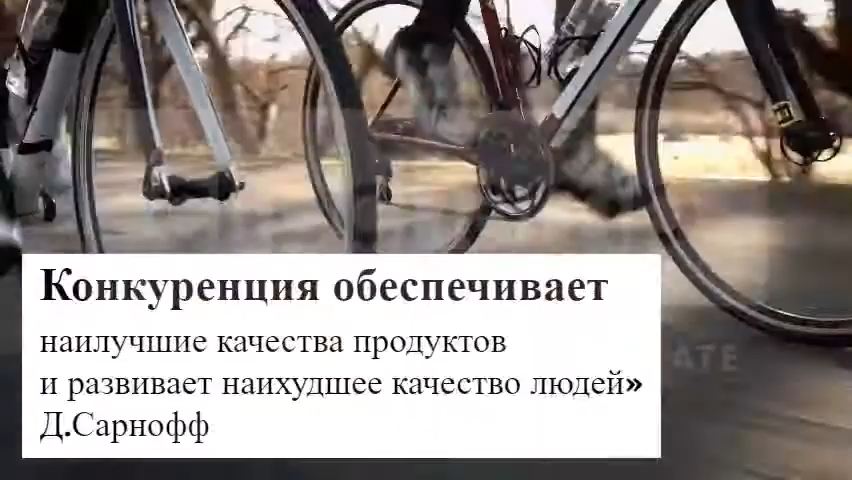 Конкуренция обеспечивает
наилучшие качества продуктов
и развивает наихудшее качество людей»
Д.Сарнофф